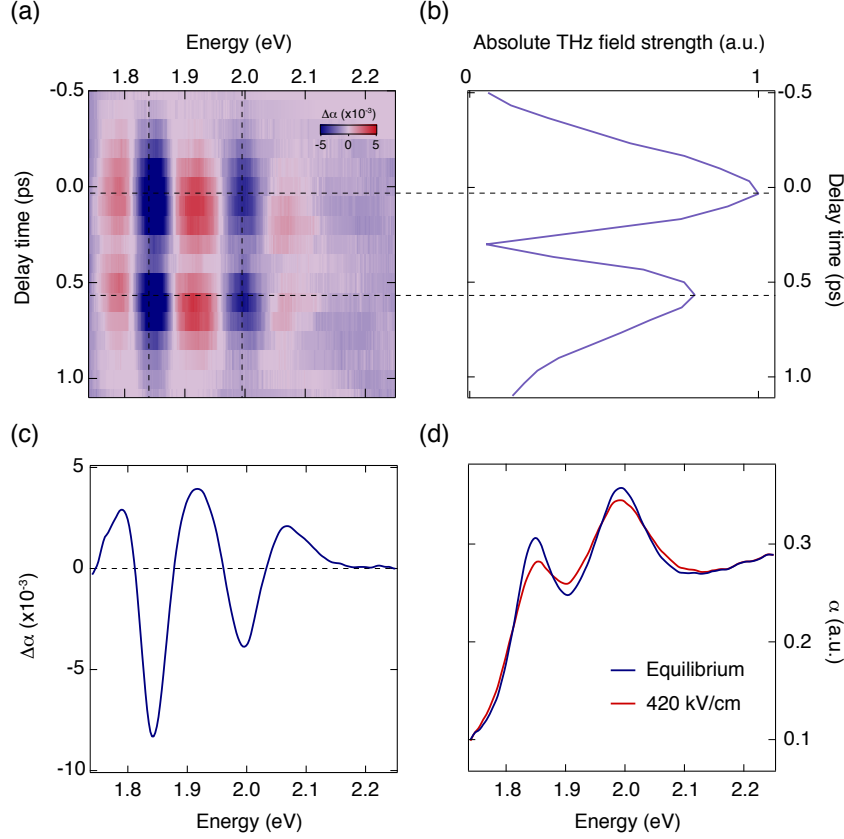 (a)
Energy (eV)
1.8 1.9 2.0 2.1 2.2
-0.5
0.0
0.5
1.0
Delay time (ps)
Δα (x10⁻³)
-5 0 5
(b)
Absolute THz field strength (a.u.)
0 1
-0.5
0.0
0.5
1.0
Delay time (ps)
(c)
5
0
-5
-10
Δα (x10⁻³)
1.8 1.9 2.0 2.1 2.2
Energy (eV)
(d)
0.3
0.2
0.1
α (a.u.)
Equilibrium
420 kV/cm
1.8 1.9 2.0 2.1 2.2
Energy (eV)